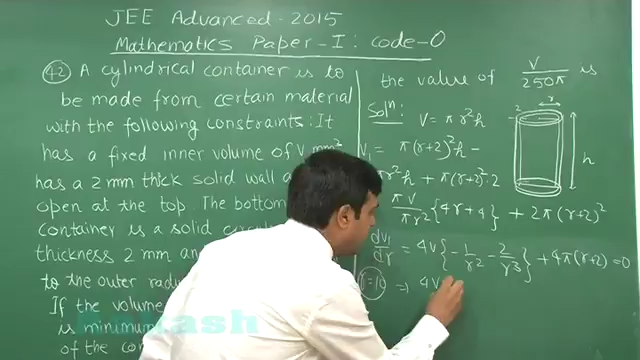 JEE Advanced - 2015
Mathematics Paper - I : code - 0
42 A cylindrical container is to
be made from certain material
with the following constraints: It
has a fixed inner volume of V mm³
has a 2 mm thick solid wall a
open at the top. The bottom
container is a solid circ
thickness 2 mm an
to the outer radiu
If the volume
is minimum
of the con
the value of V/250π is
Solⁿ: V = πr²h
V₁ = π(r+2)²h -
πr²h + π(r+2)²·2
πV/πr² {4r+4} + 2π(r+2)²
dV₁/dr = 4V{-1/r² - 2/r³} + 4π(r+2) = 0
r=10 ⇒ 4V
2
r
h